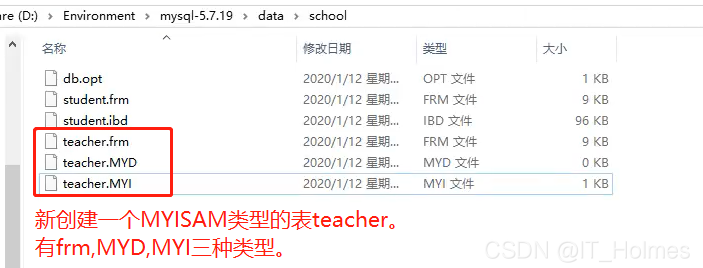 are (D:) > Environment > mysql-5.7.19 > data > school
名称 修改日期 类型 大小
db.opt 2020/1/12 星期... OPT 文件 1 KB
student.frm 2020/1/12 星期... FRM 文件 9 KB
student.ibd 2020/1/12 星期... IBD 文件 96 KB
teacher.frm 2020/1/12 星期... FRM 文件 9 KB
teacher.MYD 2020/1/12 星期... MYD 文件 0 KB
teacher.MYI 2020/1/12 星期... MYI 文件 1 KB
新创建一个MYISAM类型的表teacher。
有frm,MYD,MYI三种类型。
CSDN @IT_Holmes